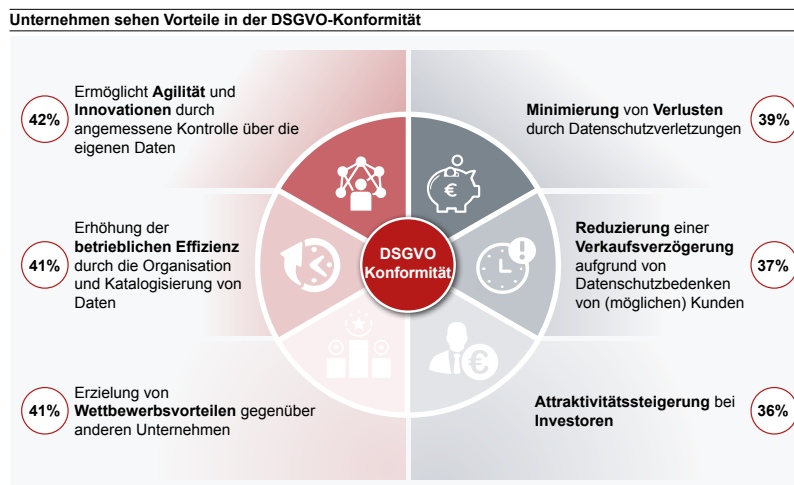 Unternehmen sehen Vorteile in der DSGVO-Konformität
42%
Ermöglicht Agilität und
Innovationen durch
angemessene Kontrolle über die
eigenen Daten
41%
Erhöhung der
betrieblichen Effizienz
durch die Organisation
und Katalogisierung von
Daten
41%
Erzielung von
Wettbewerbsvorteilen gegenüber
anderen Unternehmen
€
DSGVO
Konformität
€
Minimierung von Verlusten
durch Datenschutzverletzungen
39%
Reduzierung einer
Verkaufsverzögerung
aufgrund von
Datenschutzbedenken
von (möglichen) Kunden
37%
Attraktivitätssteigerung bei
Investoren
36%